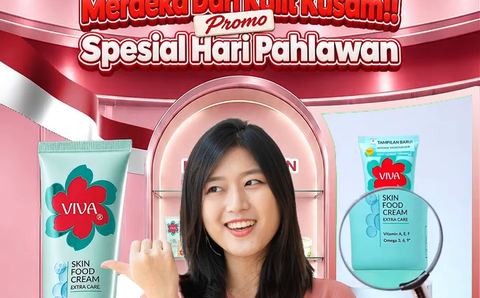 Merdeka Dari Kulit Kusam!!
Promo
Spesial Hari Pahlawan
VIVA®
SKIN
FOOD
CREAM
EXTRA CARE
TAMPILAN BARU!
VIVA
SKIN
FOOD
CREAM
EXTRA CARE
Vitamin A, E, F
Omega 3, 6, 9*